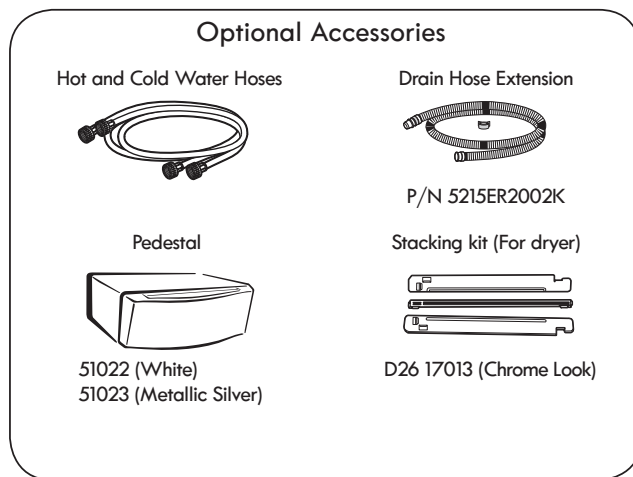 Optional Accessories
Hot and Cold Water Hoses
Drain Hose Extension
P/N 5215ER2002K
Pedestal
51022 (White)
51023 (Metallic Silver)
Stacking kit (For dryer)
D26 17013 (Chrome Look)